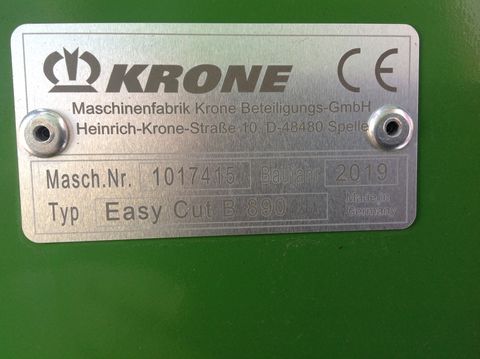 KRONE CE
Maschinenfabrik Krone Beteiligungs-GmbH
Heinrich-Krone-Straße 10, D-48480 Spelle
Masch.Nr. 1017415 Baujahr 2019
Typ Easy Cut B 890
Made in
Germany